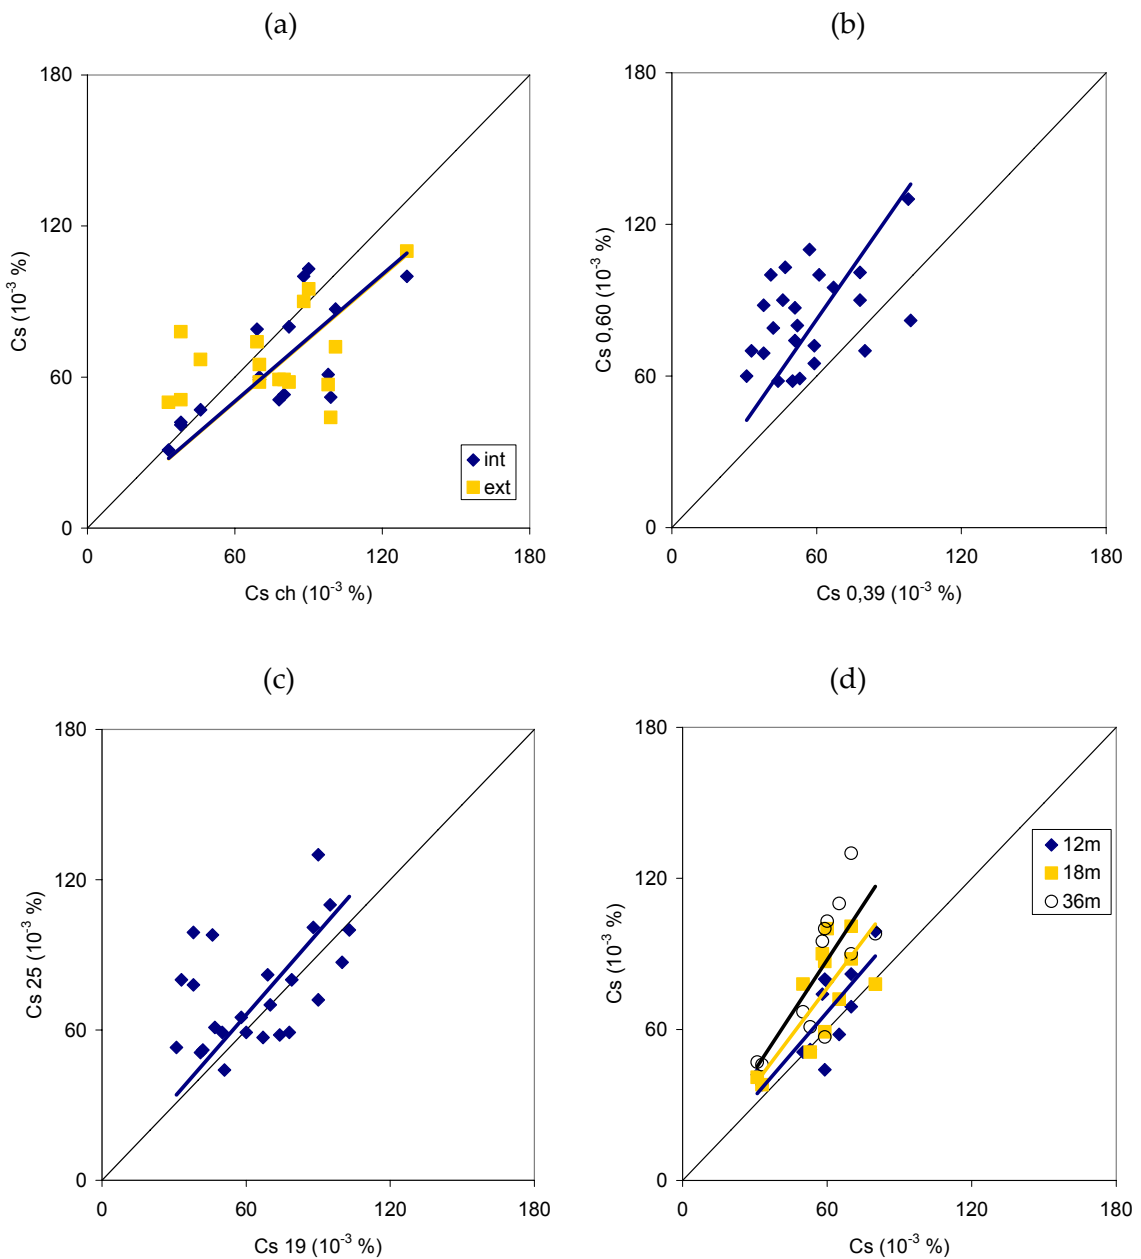 (a)
180
120
60
0
0
60
120
180
Cs (10⁻³ %)
Cs ch (10⁻³ %)
int
ext
(b)
180
120
60
0
0
60
120
180
Cs 0,60 (10⁻³ %)
Cs 0,39 (10⁻³ %)
(c)
180
120
60
0
0
60
120
180
Cs 25 (10⁻³ %)
Cs 19 (10⁻³ %)
(d)
180
120
60
0
0
60
120
180
Cs (10⁻³ %)
Cs (10⁻³ %)
12m
18m
36m